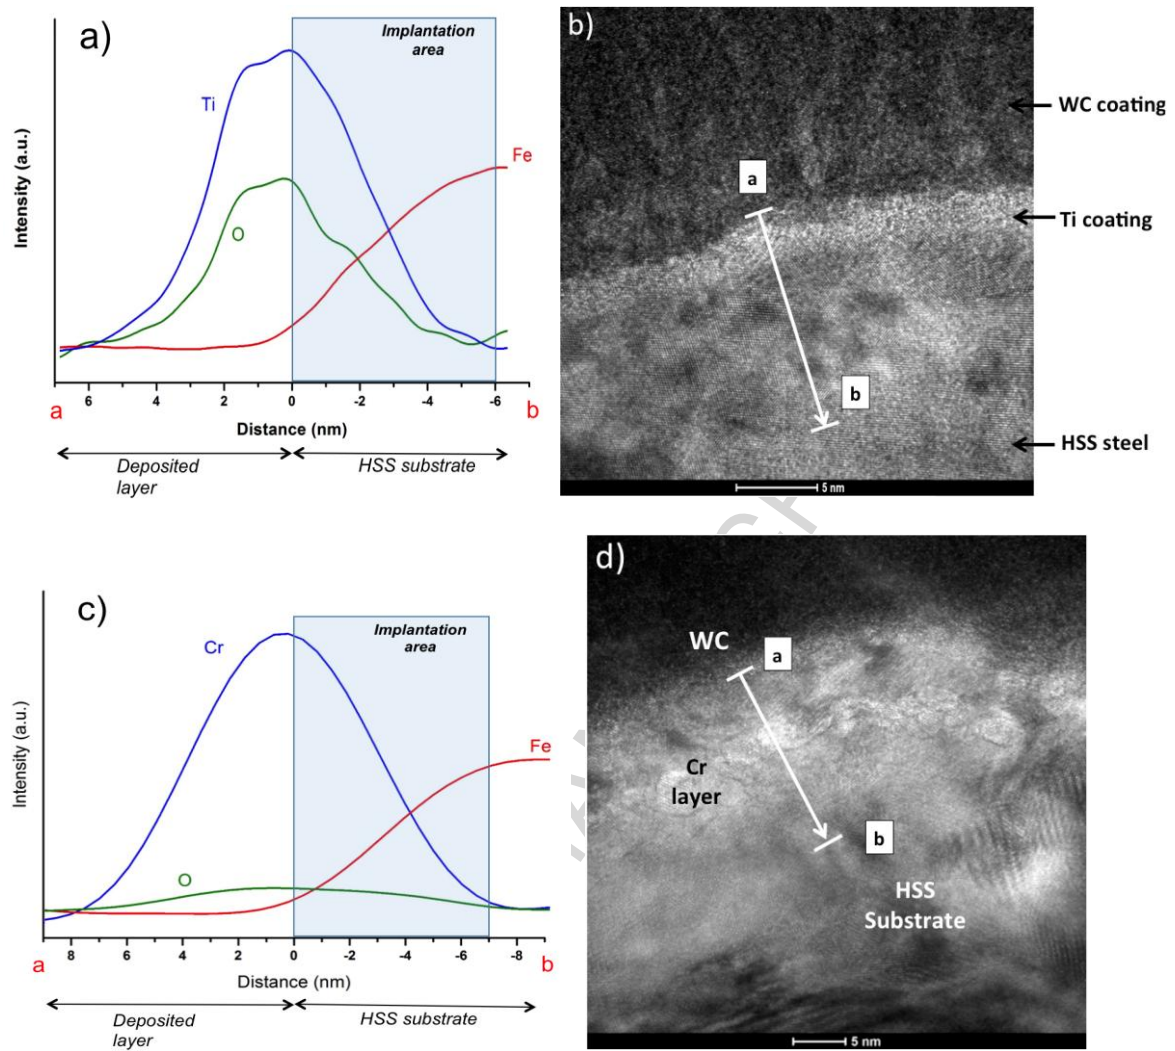 a)
Implantation
area
Ti
Fe
O
Intensity (a.u.)
6 4 2 0 -2 -4 -6
a b
Distance (nm)
Deposited
layer
HSS substrate
b)
WC coating
a
Ti coating
b
HSS steel
5 nm
c)
Implantation
area
Cr
Fe
O
Intensity (a.u.)
8 4 2 0 -2 -4 -6 -8
a b
Distance (nm)
Deposited
layer
HSS substrate
d)
WC
a
Cr
layer
b
HSS
Substrate
5 nm